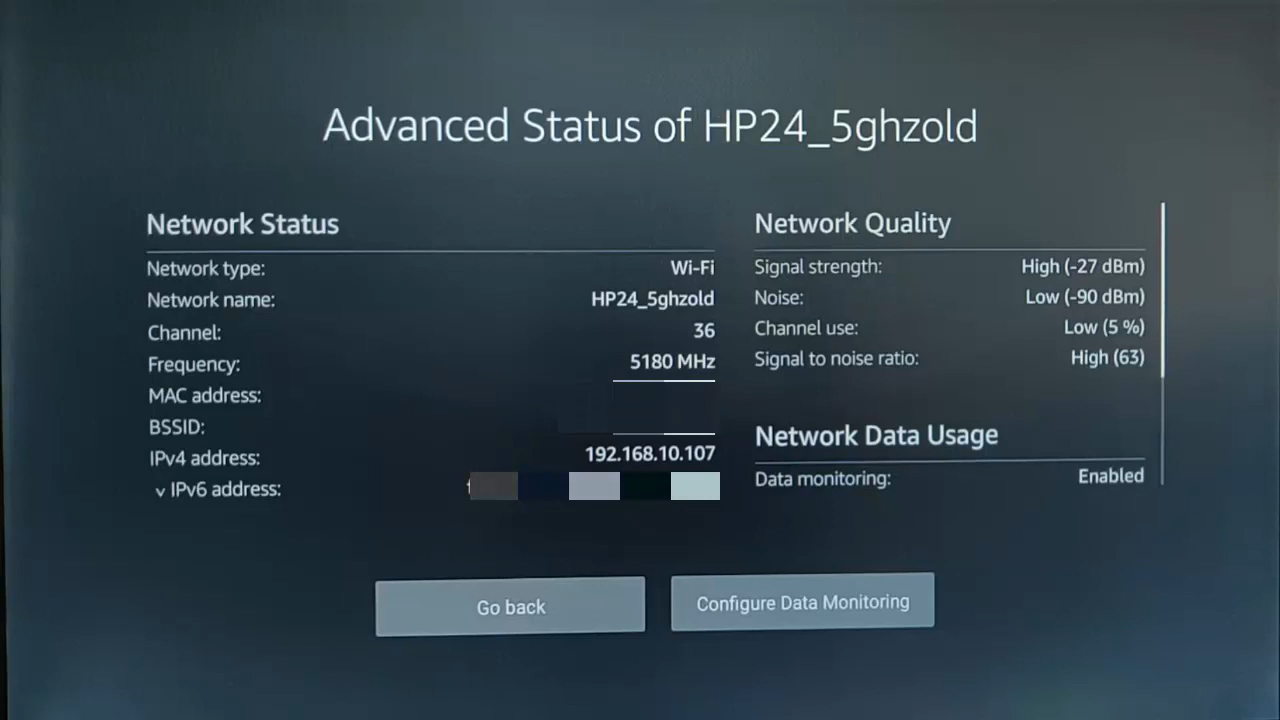 Advanced Status of HP24_5ghzold
Network Status
Network type: Wi-Fi
Network name: HP24_5ghzold
Channel: 36
Frequency: 5180 MHz
MAC address:
BSSID:
IPv4 address: 192.168.10.107
v IPv6 address:
Network Quality
Signal strength: High (-27 dBm)
Noise: Low (-90 dBm)
Channel use: Low (5 %)
Signal to noise ratio: High (63)
Network Data Usage
Data monitoring: Enabled
Go back
Configure Data Monitoring